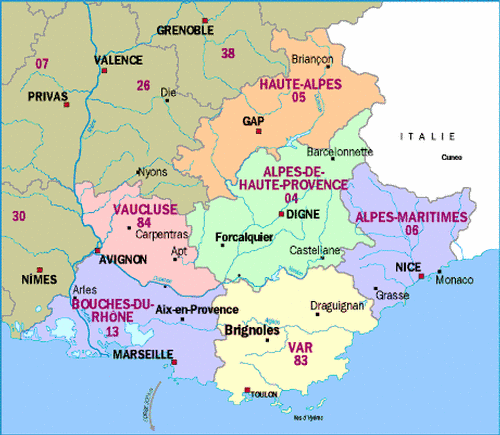 GRENOBLE
38
07
VALENCE
26
Briançon
HAUTE-ALPES
05
PRIVAS
Die
GAP
ITALIE
Barcelonnette
Cuneo
Nyons
ALPES-DE-
HAUTE-PROVENCE
04
VAUCLUSE
84
30
DIGNE
ALPES-MARITIMES
06
Carpentras
Forcalquier
AVIGNON
Apt
Castellane
NÎMES
NICE
Monaco
Arles
Grasse
BOUCHES-DU-
RHÔNE
13
Aix-en-Provence
Draguignan
Brignoles
VAR
83
MARSEILLE
TOULON
Iles d'Hyères